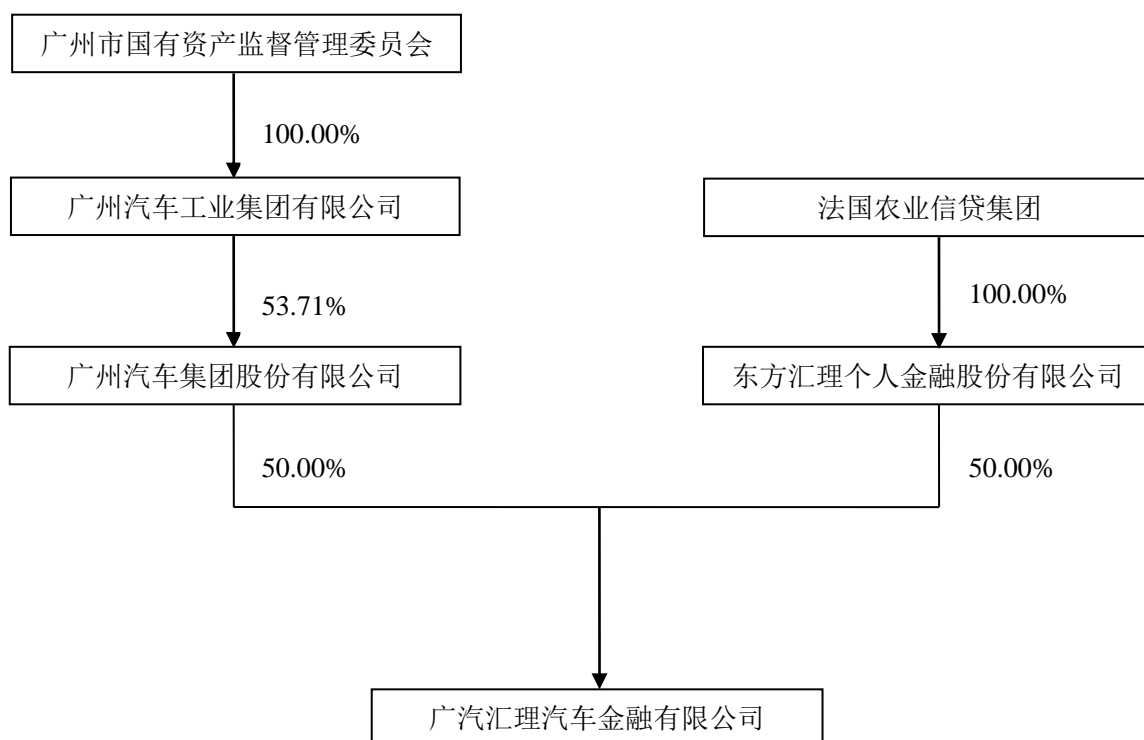 广州市国有资产监督管理委员会
100.00%
广州汽车工业集团有限公司
法国农业信贷集团
53.71%
100.00%
广州汽车集团股份有限公司
东方汇理个人金融股份有限公司
50.00%
50.00%
广汽汇理汽车金融有限公司